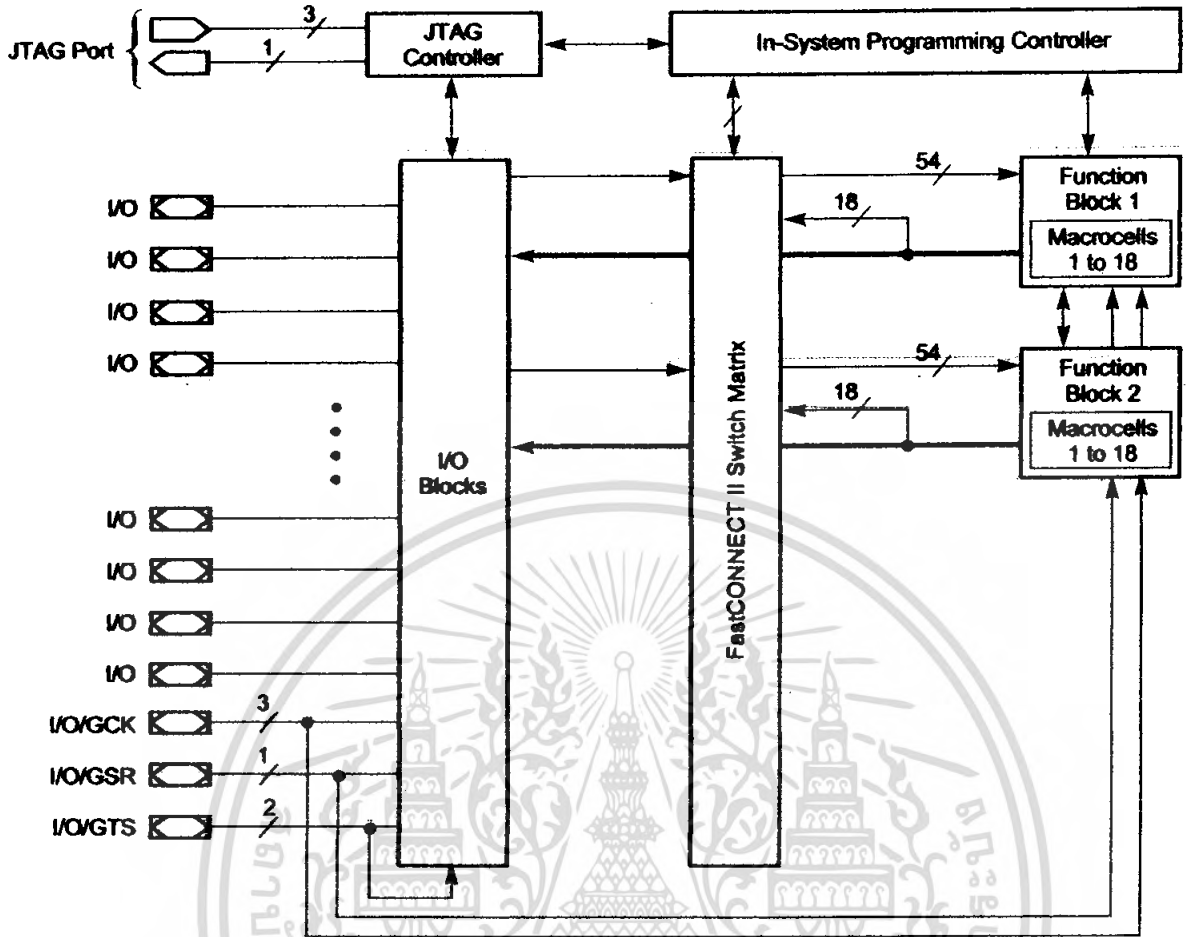 3
JTAG Port
1
JTAG
Controller
In-System Programming Controller
54
Function
Block 1
18
Macrocells
1 to 18
I/O
I/O
I/O
I/O
54
Function
Block 2
18
Macrocells
1 to 18
I/O
Blocks
FastCONNECT II Switch Matrix
I/O
I/O
I/O
I/O
3
I/O/GCK
1
I/O/GSR
2
I/O/GTS